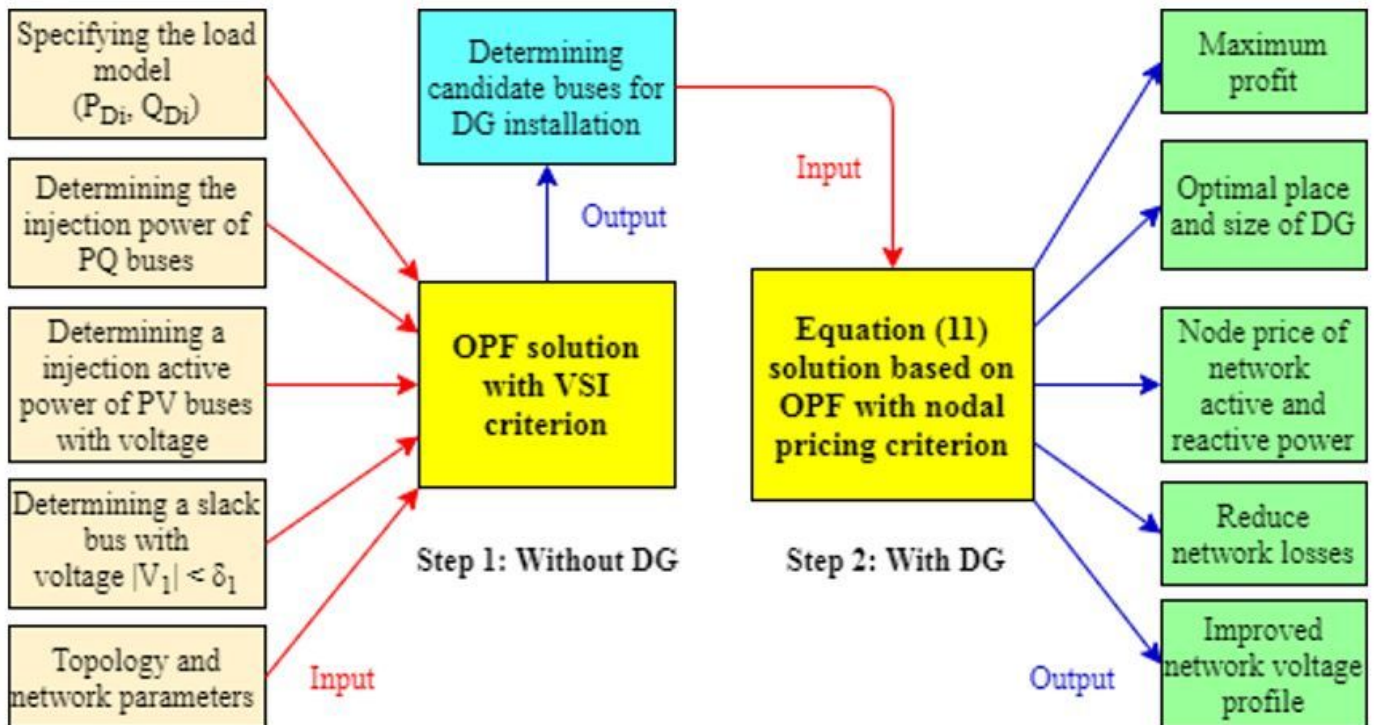 Specifying the load
model
(P_Di, Q_Di)
Determining the
injection power of
PQ buses
Determining a
injection active
power of PV buses
with voltage
Determining a slack
bus with
voltage |V_1| < δ_1
Topology and
network parameters
Input
Determining
candidate buses for
DG installation
Output
OPF solution
with VSI
criterion
Step 1: Without DG
Input
Equation (11)
solution based on
OPF with nodal
pricing criterion
Step 2: With DG
Output
Maximum
profit
Optimal place
and size of DG
Node price of
network
active and
reactive power
Reduce
network losses
Improved
network voltage
profile